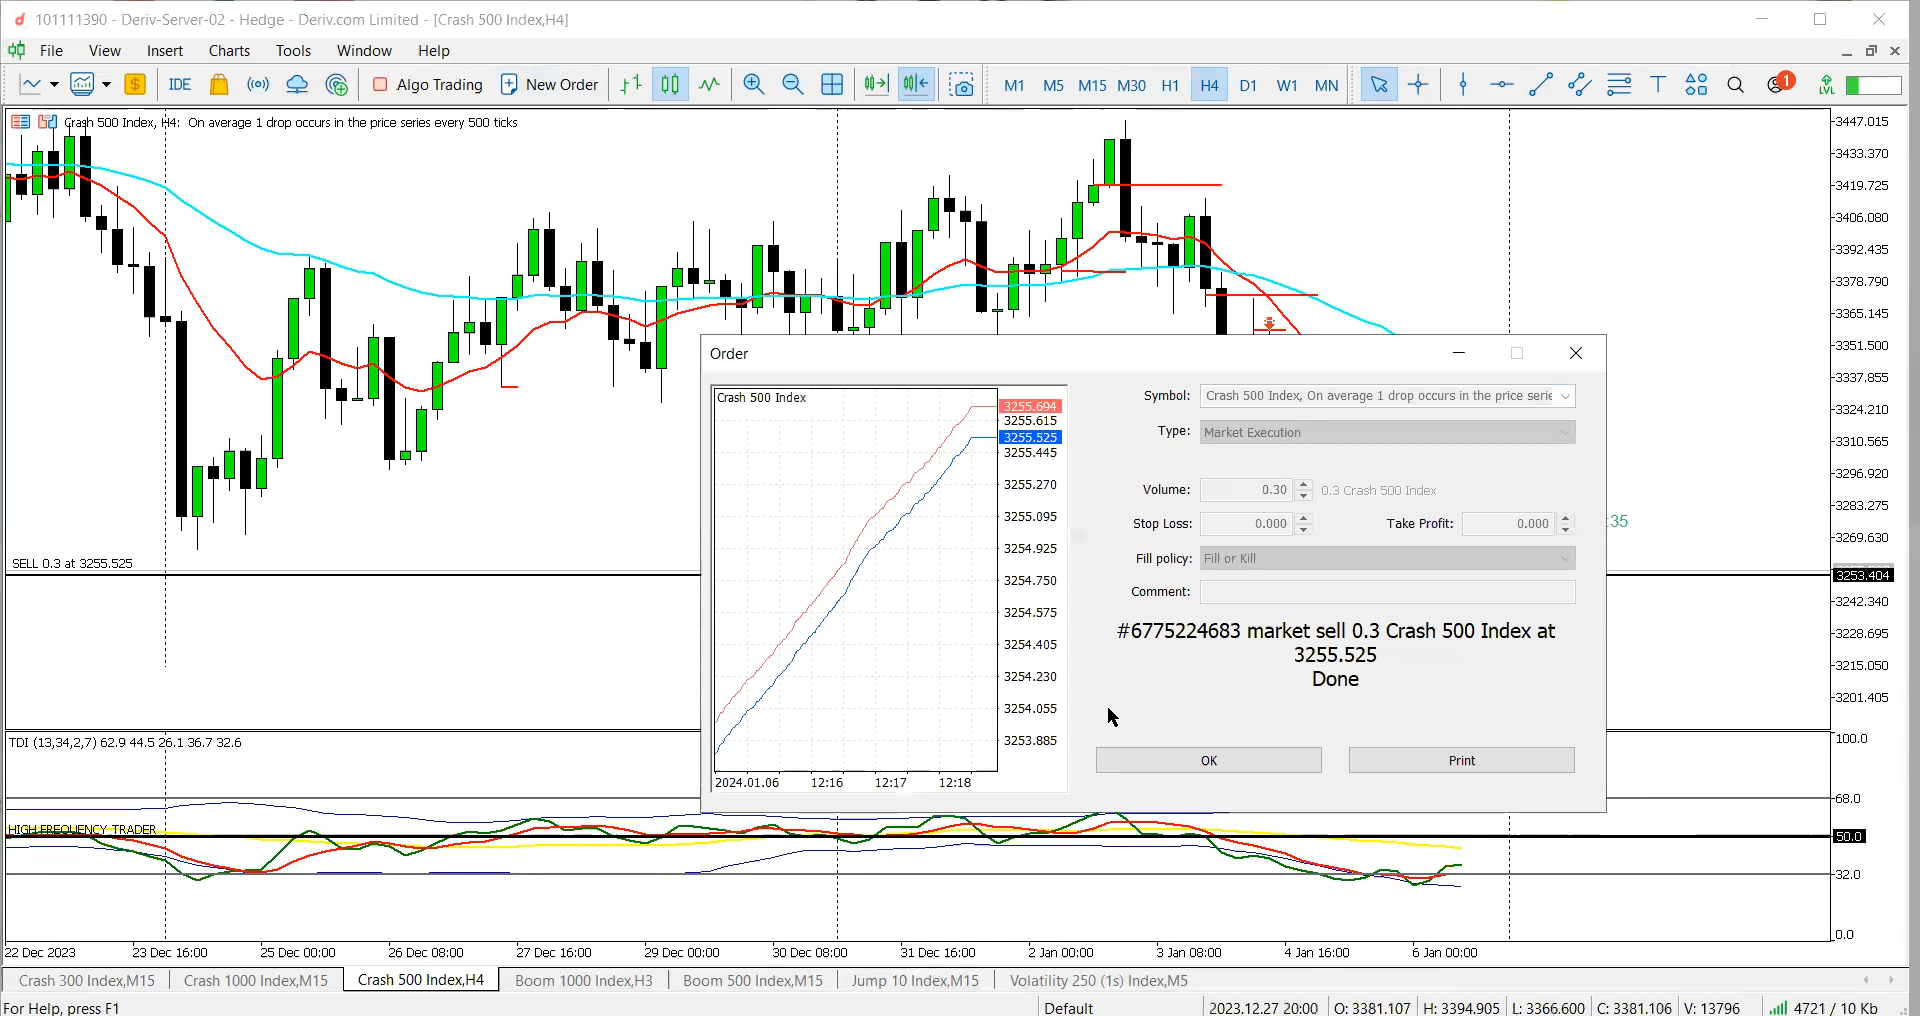 101111390 - Deriv-Server-02 - Hedge - Deriv.com Limited - [Crash 500 Index,H4]
File View Insert Charts Tools Window Help
IDE Algo Trading New Order M1 M5 M15 M30 H1 H4 D1 W1 MN T 1 LVL
Crash 500 Index, H4: On average 1 drop occurs in the price series every 500 ticks
3447.015
3433.370
3419.725
3406.080
3392.435
3378.790
3365.145
3351.500
3337.855
3324.210
3310.565
3296.920
3283.275
3269.630
3253.404
3242.340
3228.695
3215.050
3201.405
:35
SELL 0.3 at 3255.525
Order
Crash 500 Index
3255.694
3255.615
3255.525
3255.445
3255.270
3255.095
3254.925
3254.750
3254.575
3254.405
3254.230
3254.055
3253.885
2024.01.06 12:16 12:17 12:18
Symbol: Crash 500 Index, On average 1 drop occurs in the price serie
Type: Market Execution
Volume: 0.30 0.3 Crash 500 Index
Stop Loss: 0.000 Take Profit: 0.000
Fill policy: Fill or Kill
Comment:
#6775224683 market sell 0.3 Crash 500 Index at
3255.525
Done
OK Print
TDI (13,34,2,7) 62.9 44.5 26.1 36.7 32.6
HIGH FREQUENCY TRADER
100.0
68.0
50.0
32.0
0.0
22 Dec 2023 23 Dec 16:00 25 Dec 00:00 26 Dec 08:00 27 Dec 16:00 29 Dec 00:00 30 Dec 08:00 31 Dec 16:00 2 Jan 00:00 3 Jan 08:00 4 Jan 16:00 6 Jan 00:00
Crash 300 Index,M15 Crash 1000 Index,M15 Crash 500 Index,H4 Boom 1000 Index,H3 Boom 500 Index,M15 Jump 10 Index,M15 Volatility 250 (1s) Index,M5
For Help, press F1 Default 2023.12.27 20:00 O: 3381.107 H: 3394.905 L: 3366.600 C: 3381.106 V: 13796 4721 / 10 Kb